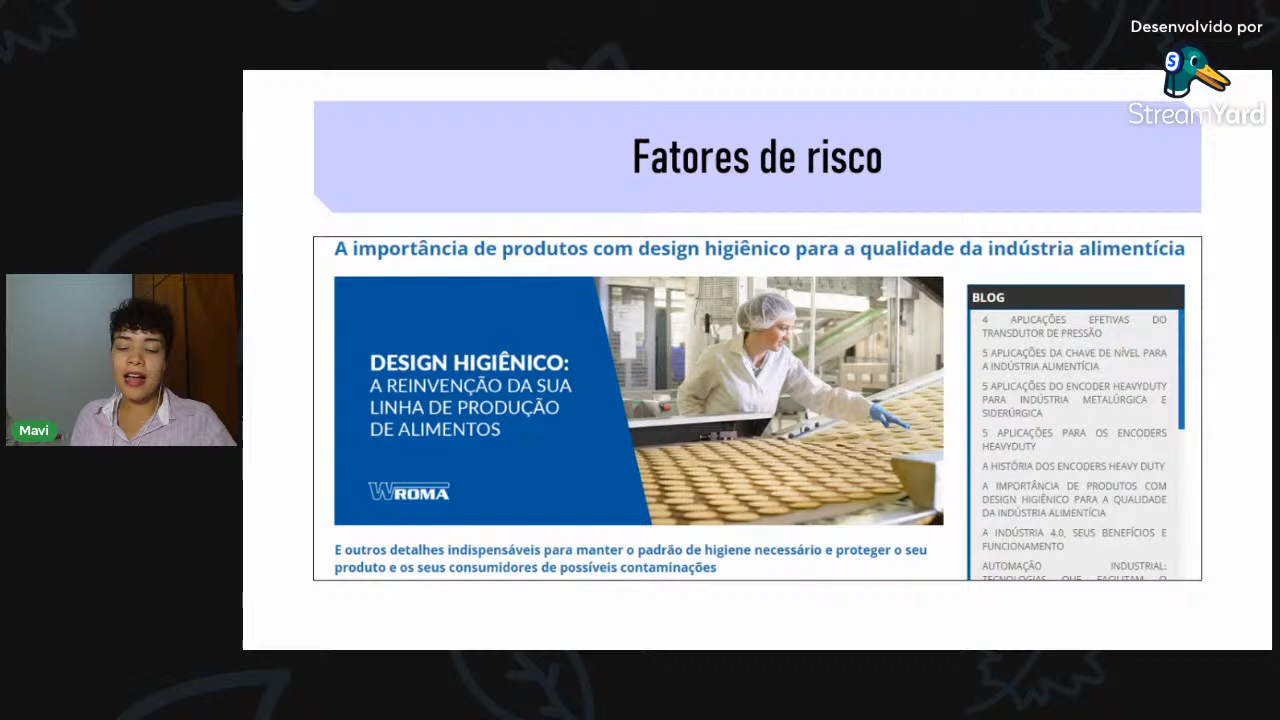 Desenvolvido por
StreamYard
Fatores de risco
A importância de produtos com design higiênico para a qualidade da indústria alimentícia
DESIGN HIGIÊNICO:
A REINVENÇÃO DA SUA
LINHA DE PRODUÇÃO
DE ALIMENTOS
WROMA
E outros detalhes indispensáveis para manter o padrão de higiene necessário e proteger o seu
produto e os seus consumidores de possíveis contaminações
BLOG
4 APLICAÇÕES EFETIVAS DO
TRANSDUTOR DE PRESSÃO
5 APLICAÇÕES DA CHAVE DE NÍVEL PARA
A INDÚSTRIA ALIMENTÍCIA
5 APLICAÇÕES DO ENCODER HEAVYDUTY
PARA INDÚSTRIA METALÚRGICA E
SIDERÚRGICA
5 APLICAÇÕES PARA OS ENCODERS
HEAVYDUTY
A HISTÓRIA DOS ENCODERS HEAVY DUTY
A IMPORTÂNCIA DE PRODUTOS COM
DESIGN HIGIÊNICO PARA A QUALIDADE
DA INDÚSTRIA ALIMENTÍCIA
A INDÚSTRIA 4.0, SEUS BENEFÍCIOS E
FUNCIONAMENTO
AUTOMAÇÃO INDUSTRIAL:
TECNOLOGIAS QUE FACILITAM O
Mavi